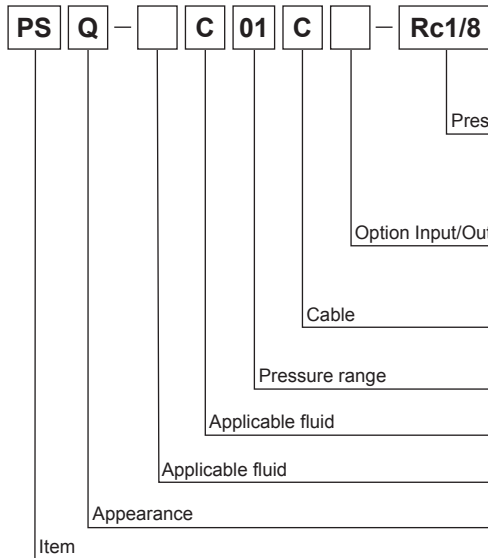 PS Q - C 01 C - Rc1/8
Pres
Option Input/Out
Cable
Pressure range
Applicable fluid
Applicable fluid
Appearance
Item